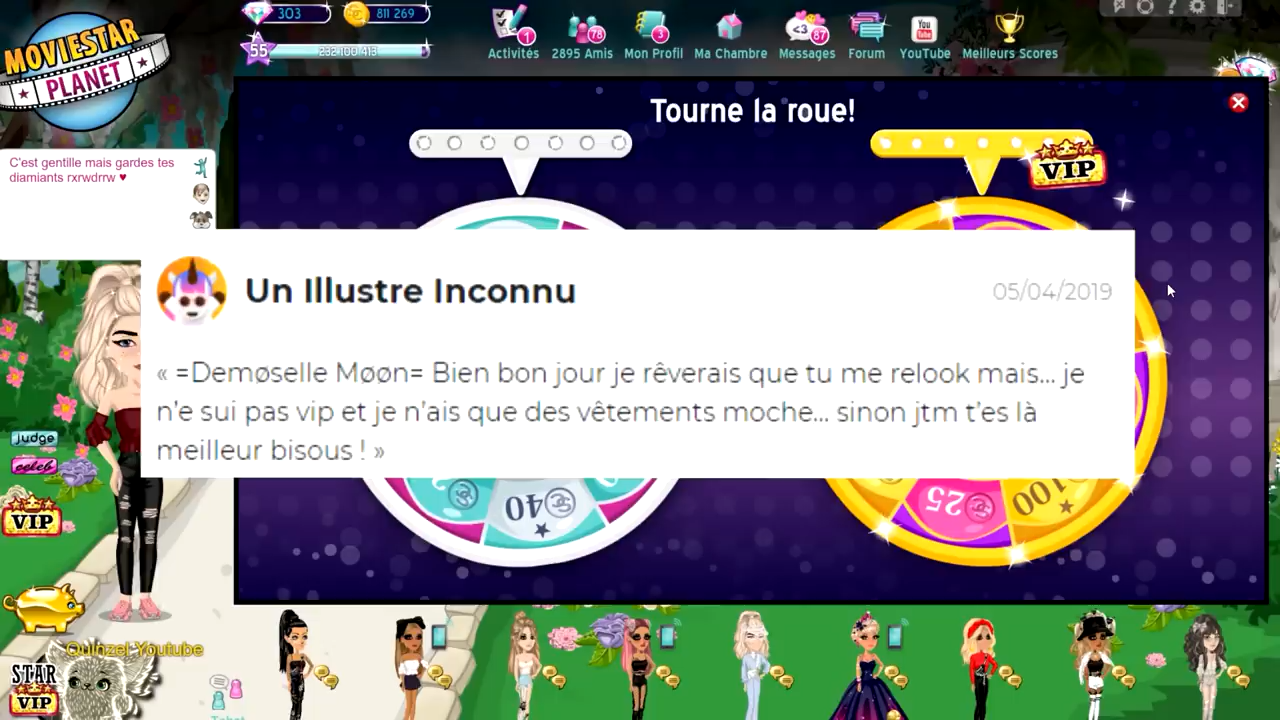 MOVIESTAR
PLANET
303
811 269
55
232 100 413
1
78
3
<3
87
You
Tube
Activités
2895 Amis
Mon Profil
Ma Chambre
Messages
Forum
YouTube
Meilleurs Scores
Tourne la roue!
VIP
C'est gentille mais gardes tes
diamiants rxrwdrrw ♥
Un Illustre Inconnu
05/04/2019
« =Demøselle Møøn= Bien bon jour je rêverais que tu me relook mais... je
n'e sui pas vip et je n'ais que des vêtements moche... sinon jtm t'es là
meilleur bisous ! »
judge
celeb
VIP
40
25
100
Quinzel Youtube
STAR
VIP